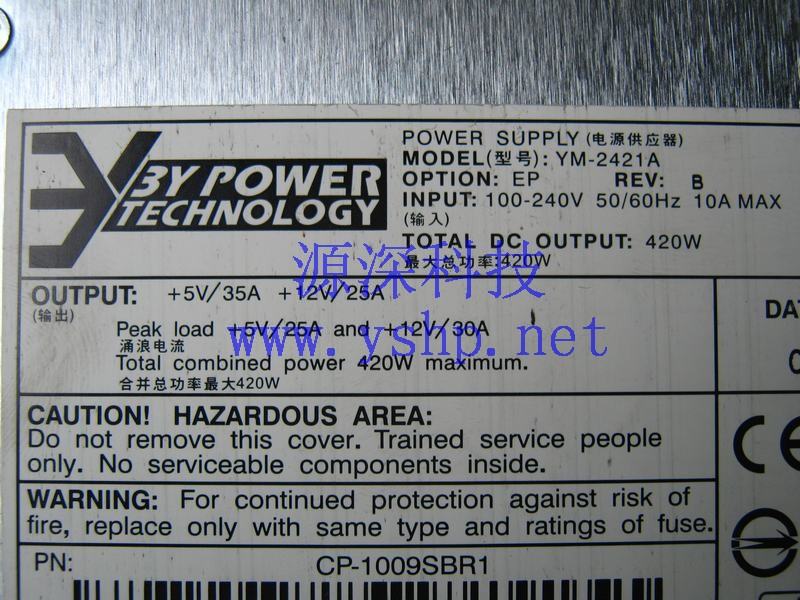 3Y POWER
TECHNOLOGY
POWER SUPPLY (电源供应器)
MODEL(型号): YM-2421A
OPTION: EP REV: B
INPUT: 100-240V 50/60Hz 10A MAX
(输入)
TOTAL DC OUTPUT: 420W
最大总功率:420W
源深科技
www.yshp.net
OUTPUT: +5V/35A +12V/25A
(输出)
Peak load +5V/25A and +12V/30A
涌浪电流
Total combined power 420W maximum.
合并总功率最大420W
DA
CAUTION! HAZARDOUS AREA:
Do not remove this cover. Trained service people
only. No serviceable components inside.
CE
WARNING: For continued protection against risk of
fire, replace only with same type and ratings of fuse.
PN: CP-1009SBR1